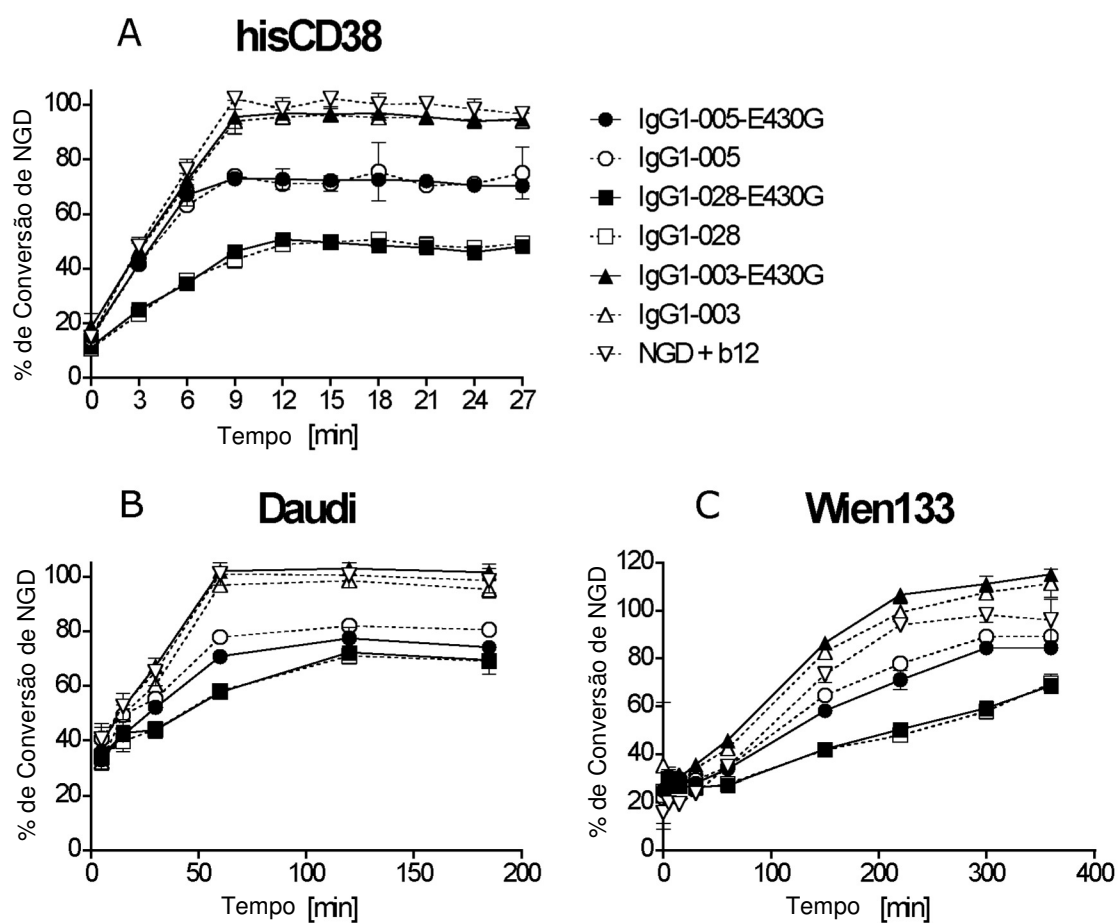 A hisCD38
% de Conversão de NGD
100
80
60
40
20
0
0 3 6 9 12 15 18 21 24 27
Tempo [min]
IgG1-005-E430G
IgG1-005
IgG1-028-E430G
IgG1-028
IgG1-003-E430G
IgG1-003
NGD + b12
B Daudi
% de Conversão de NGD
100
80
60
40
20
0
0 50 100 150 200
Tempo [min]
C Wien133
% de Conversão de NGD
120
100
80
60
40
20
0
0 100 200 300 400
Tempo [min]